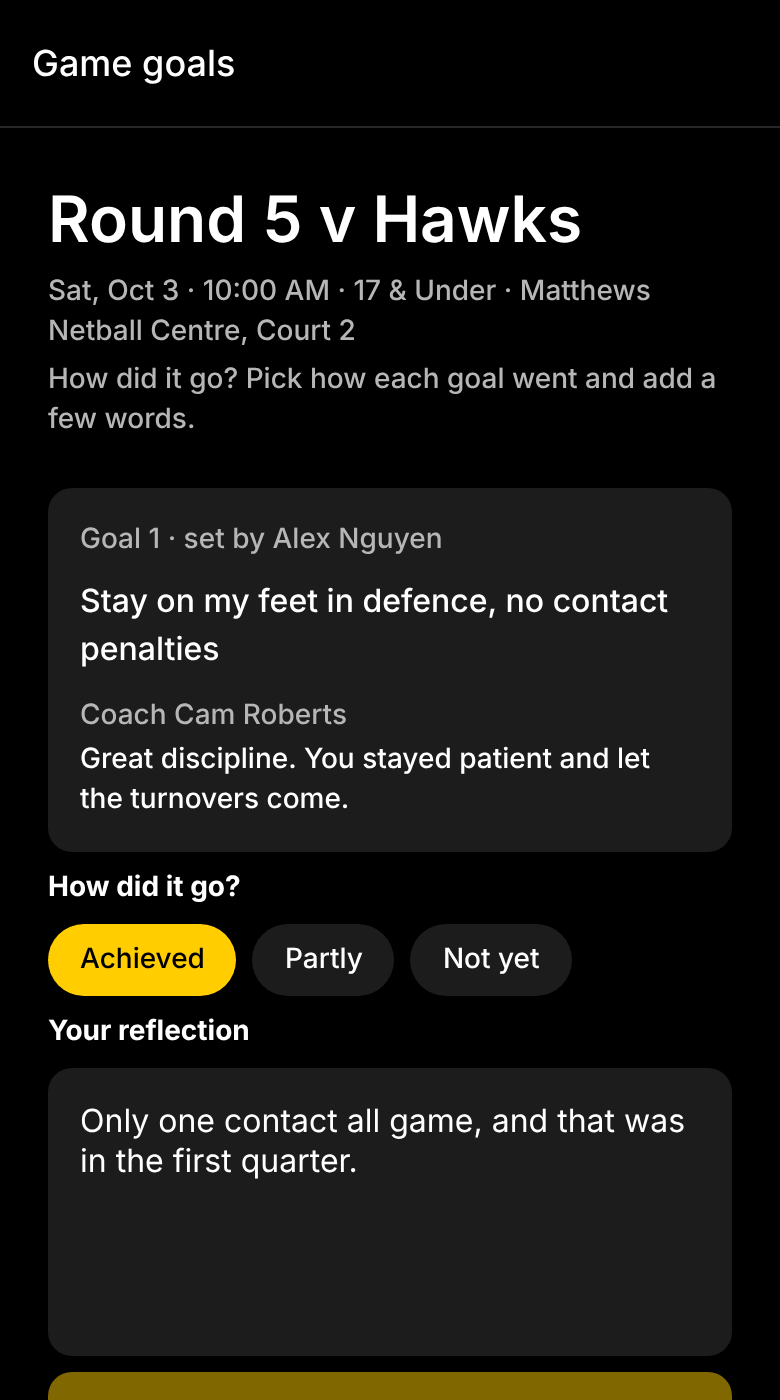 Game goals
Round 5 v Hawks
Sat, Oct 3 · 10:00 AM · 17 & Under · Matthews
Netball Centre, Court 2
How did it go? Pick how each goal went and add a
few words.
Goal 1 · set by Alex Nguyen
Stay on my feet in defence, no contact
penalties
Coach Cam Roberts
Great discipline. You stayed patient and let
the turnovers come.
How did it go?
Achieved Partly Not yet
Your reflection
Only one contact all game, and that was
in the first quarter.